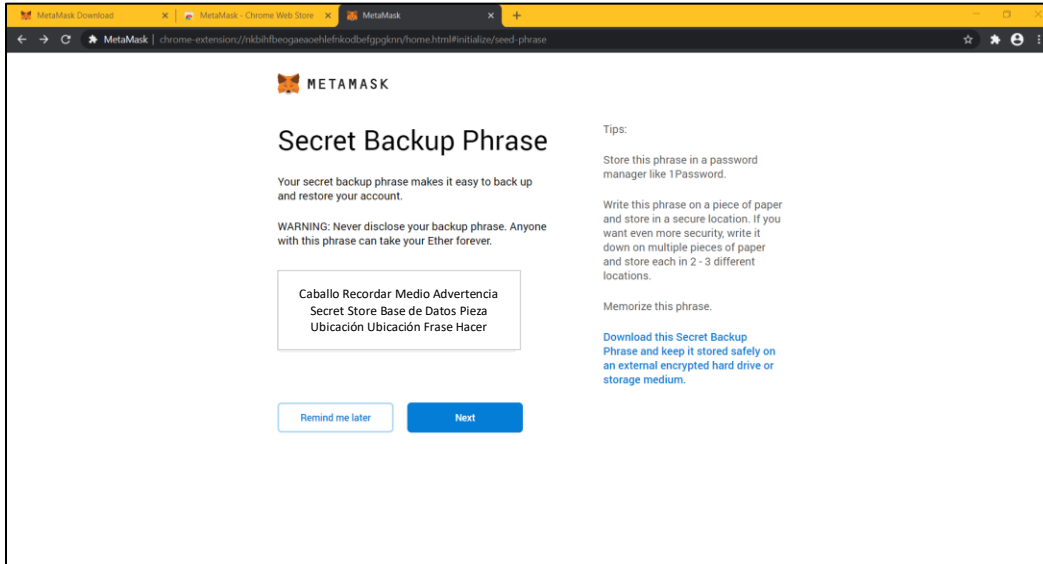 MetaMask Download
MetaMask - Chrome Web Store
MetaMask
MetaMask | chrome-extension://nkbihfbeogaeaoehlefnkodbefgpgknn/home.html#initialize/seed-phrase
METAMASK
Secret Backup Phrase
Your secret backup phrase makes it easy to back up
and restore your account.
WARNING: Never disclose your backup phrase. Anyone
with this phrase can take your Ether forever.
Caballo Recordar Medio Advertencia
Secret Store Base de Datos Pieza
Ubicación Ubicación Frase Hacer
Remind me later
Next
Tips:
Store this phrase in a password
manager like 1Password.
Write this phrase on a piece of paper
and store in a secure location. If you
want even more security, write it
down on multiple pieces of paper
and store each in 2 - 3 different
locations.
Memorize this phrase.
Download this Secret Backup
Phrase and keep it stored safely on
an external encrypted hard drive or
storage medium.